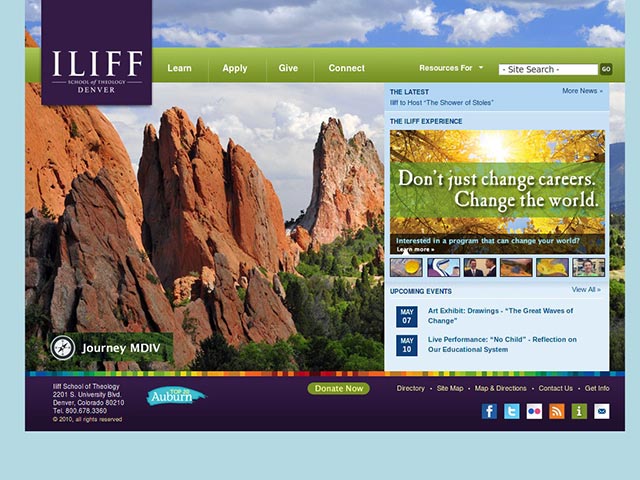 ILIFF
SCHOOL of THEOLOGY
DENVER
Learn
Apply
Give
Connect
Resources For
- Site Search -
GO
THE LATEST
More News »
Iliff to Host “The Shower of Stoles”
THE ILIFF EXPERIENCE
Don't just change careers.
Change the world.
Interested in a program that can change your world?
Learn more »
UPCOMING EVENTS
View All »
MAY
07
Art Exhibit: Drawings - “The Great Waves of
Change”
MAY
10
Live Performance: “No Child” - Reflection on
Our Educational System
Journey MDIV
Iliff School of Theology
2201 S. University Blvd.
Denver, Colorado 80210
Tel. 800.678.3360
© 2010, all rights reserved
TOP 20
Auburn
Donate Now
Directory • Site Map • Map & Directions • Contact Us • Get Info